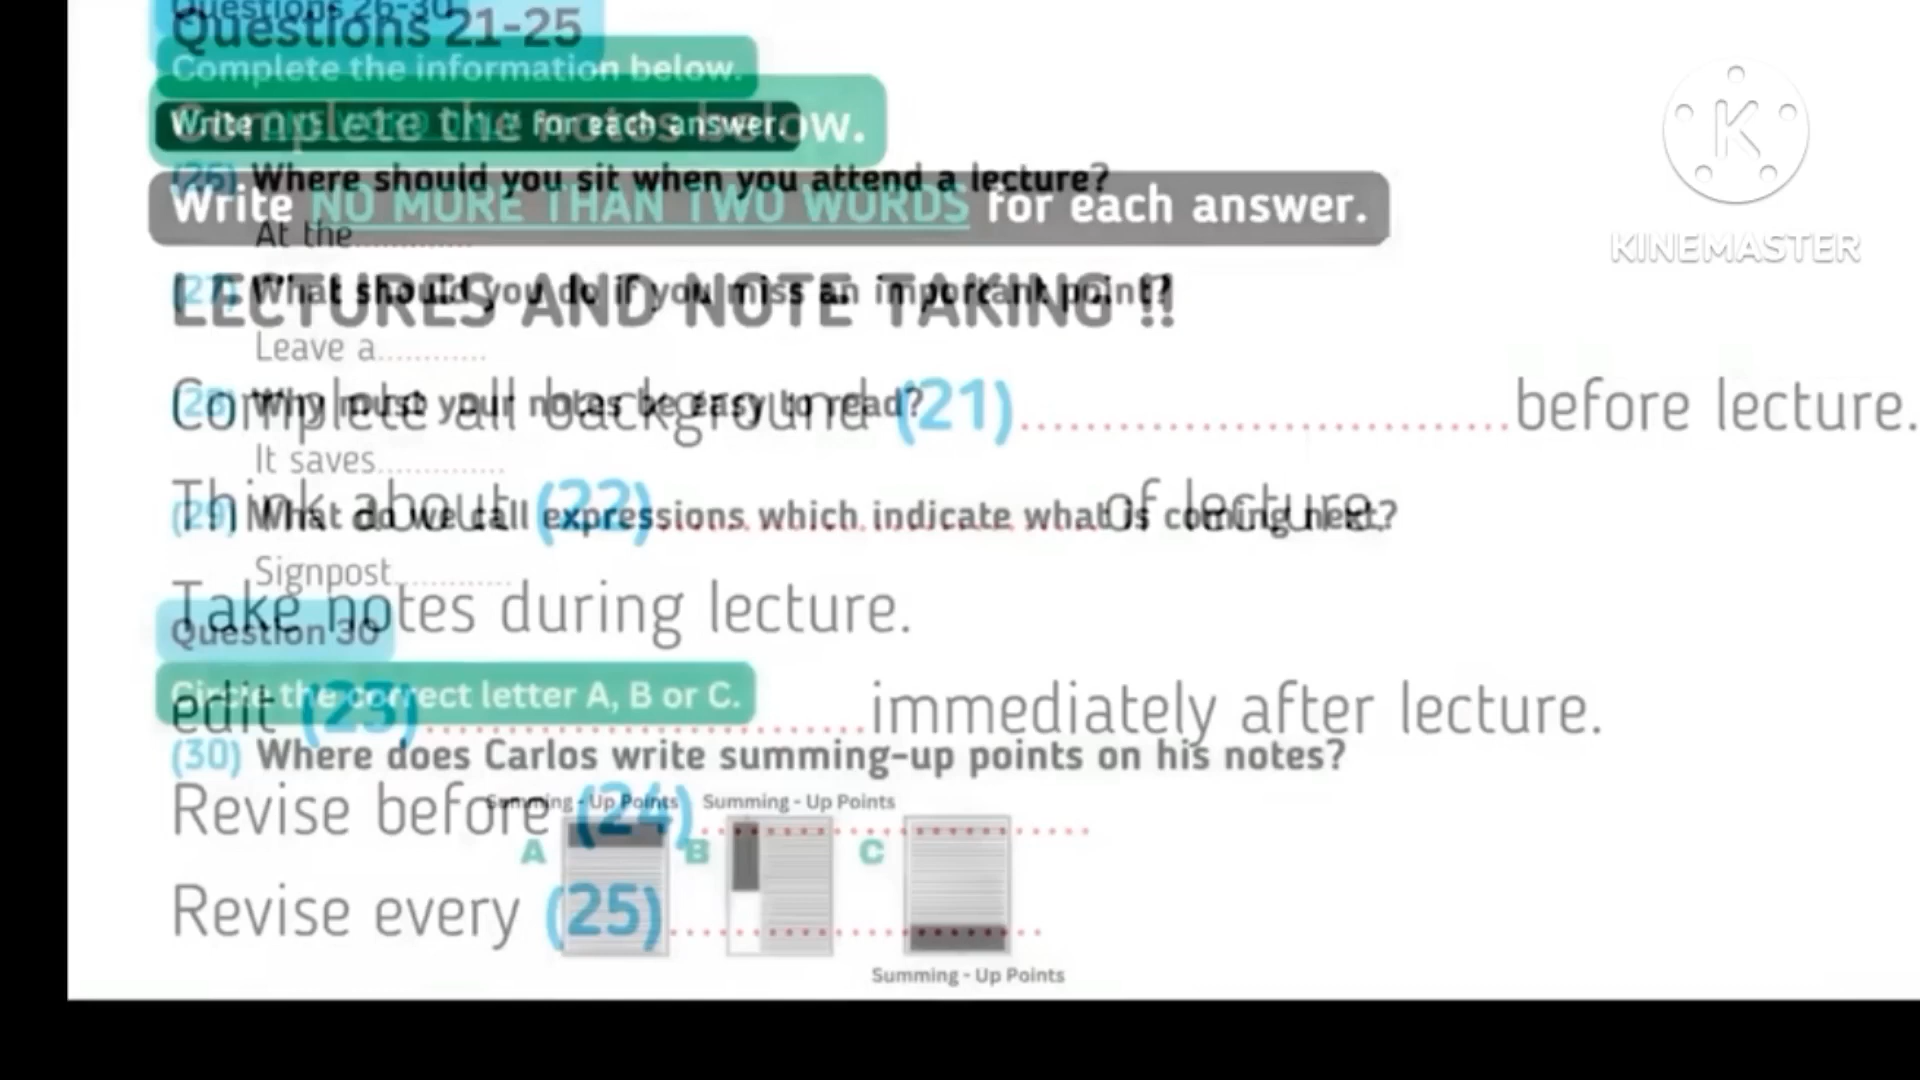 Questions 26-30
Questions 21-25
Complete the information below.
Complete the notes below.
Write for each answer.
(26) Where should you sit when you attend a lecture?
Write NO MORE THAN TWO WORDS for each answer.
At the............
(27) What should you do if you miss an important point?
LECTURES AND NOTE TAKING !!
Leave a............
(28) Why must your notes be easy to read?
Complete all background (21)..............................before lecture.
It saves..............
Think about (22)..............................of lecture.
(29) What do we call expressions which indicate what is coming next?
Signpost.............
Take notes during lecture.
Question 30
Circle the correct letter A, B or C.
edit (23)..............................immediately after lecture.
(30) Where does Carlos write summing-up points on his notes?
Summing - Up Points Summing - Up Points
Revise before (24)..............................
A B C
Revise every (25)..............................
Summing - Up Points
K
KINEMASTER